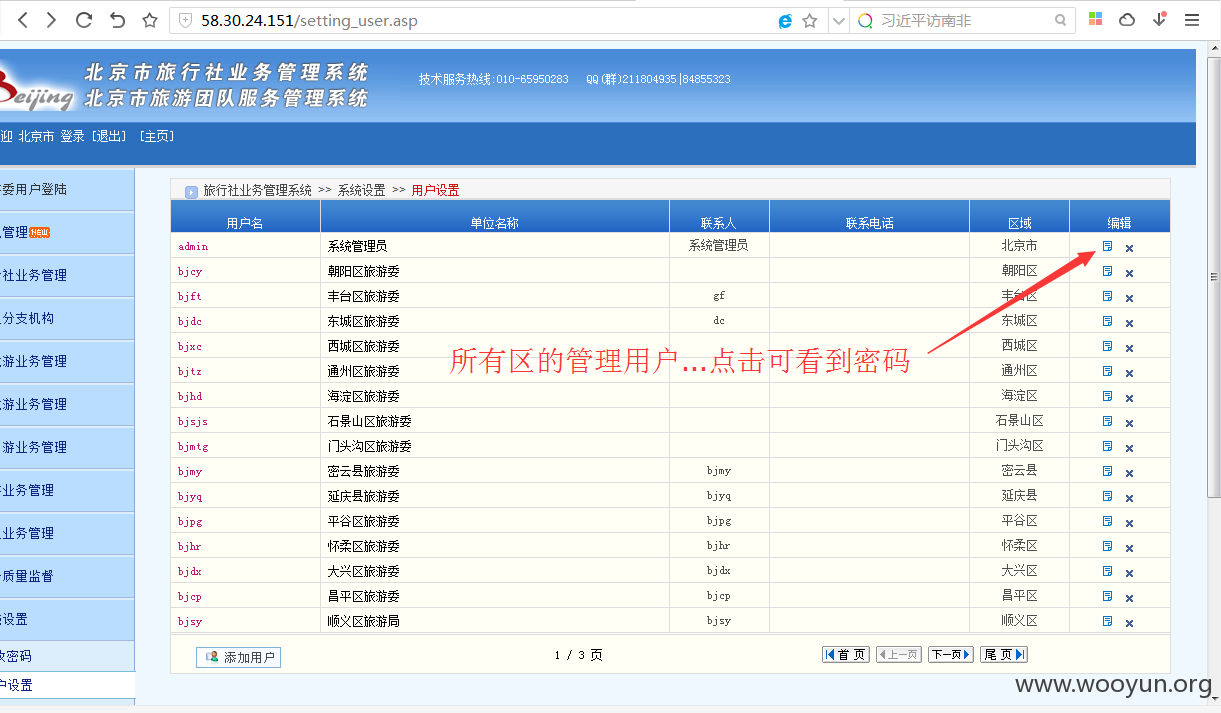 58.30.24.151/setting_user.asp
习近平访南非
Beijing
北京市旅行社业务管理系统
北京市旅游团队服务管理系统
技术服务热线:010-65950283 QQ(群)211804935|84855323
迎 北京市 登录 [退出] [主页]
委用户登陆
管理 NEW
社业务管理
分支机构
游业务管理
游业务管理
游业务管理
业务管理
业务管理
质量监督
设置
密码
设置
旅行社业务管理系统 >> 系统设置 >> 用户设置
用户名 单位名称 联系人 联系电话 区域 编辑
admin 系统管理员 系统管理员 北京市
bjcy 朝阳区旅游委 朝阳区
bjft 丰台区旅游委 gf 丰台区
bjdc 东城区旅游委 dc 东城区
bjxc 西城区旅游委 西城区
bjtz 通州区旅游委 通州区
bjhd 海淀区旅游委 海淀区
bjsjs 石景山区旅游委 石景山区
bjmtg 门头沟区旅游委 门头沟区
bjmy 密云县旅游委 bjmy 密云县
bjyq 延庆县旅游委 bjyq 延庆县
bjpg 平谷区旅游委 bjpg 平谷区
bjhr 怀柔区旅游委 bjhr 怀柔区
bjdx 大兴区旅游委 bjdx 大兴区
bjcp 昌平区旅游委 bjcp 昌平区
bjsy 顺义区旅游局 bjsy 顺义区
所有区的管理用户...点击可看到密码
添加用户 1 / 3 页 首页 上一页 下一页 尾页
www.wooyun.org